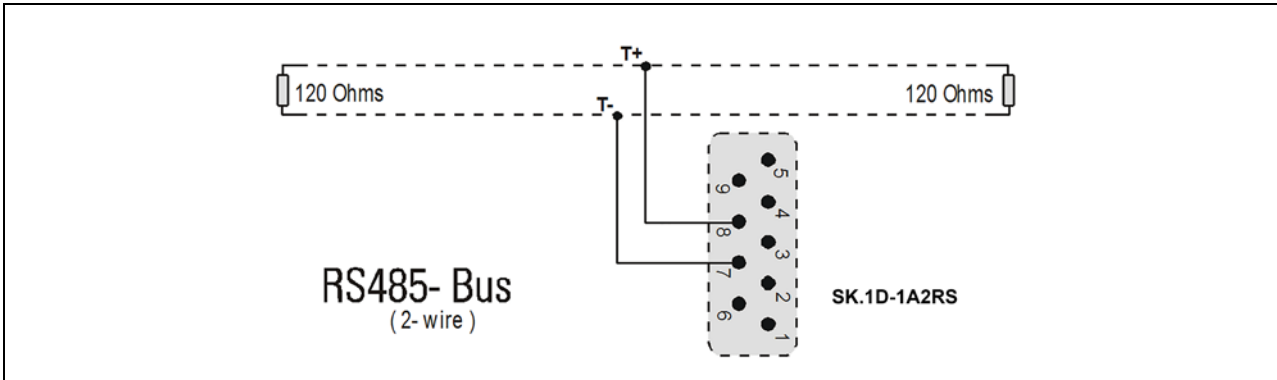 T+
120 Ohms
120 Ohms
T-
5
9
4
8
3
7
2
6
1
RS485- Bus
( 2- wire )
SK.1D-1A2RS